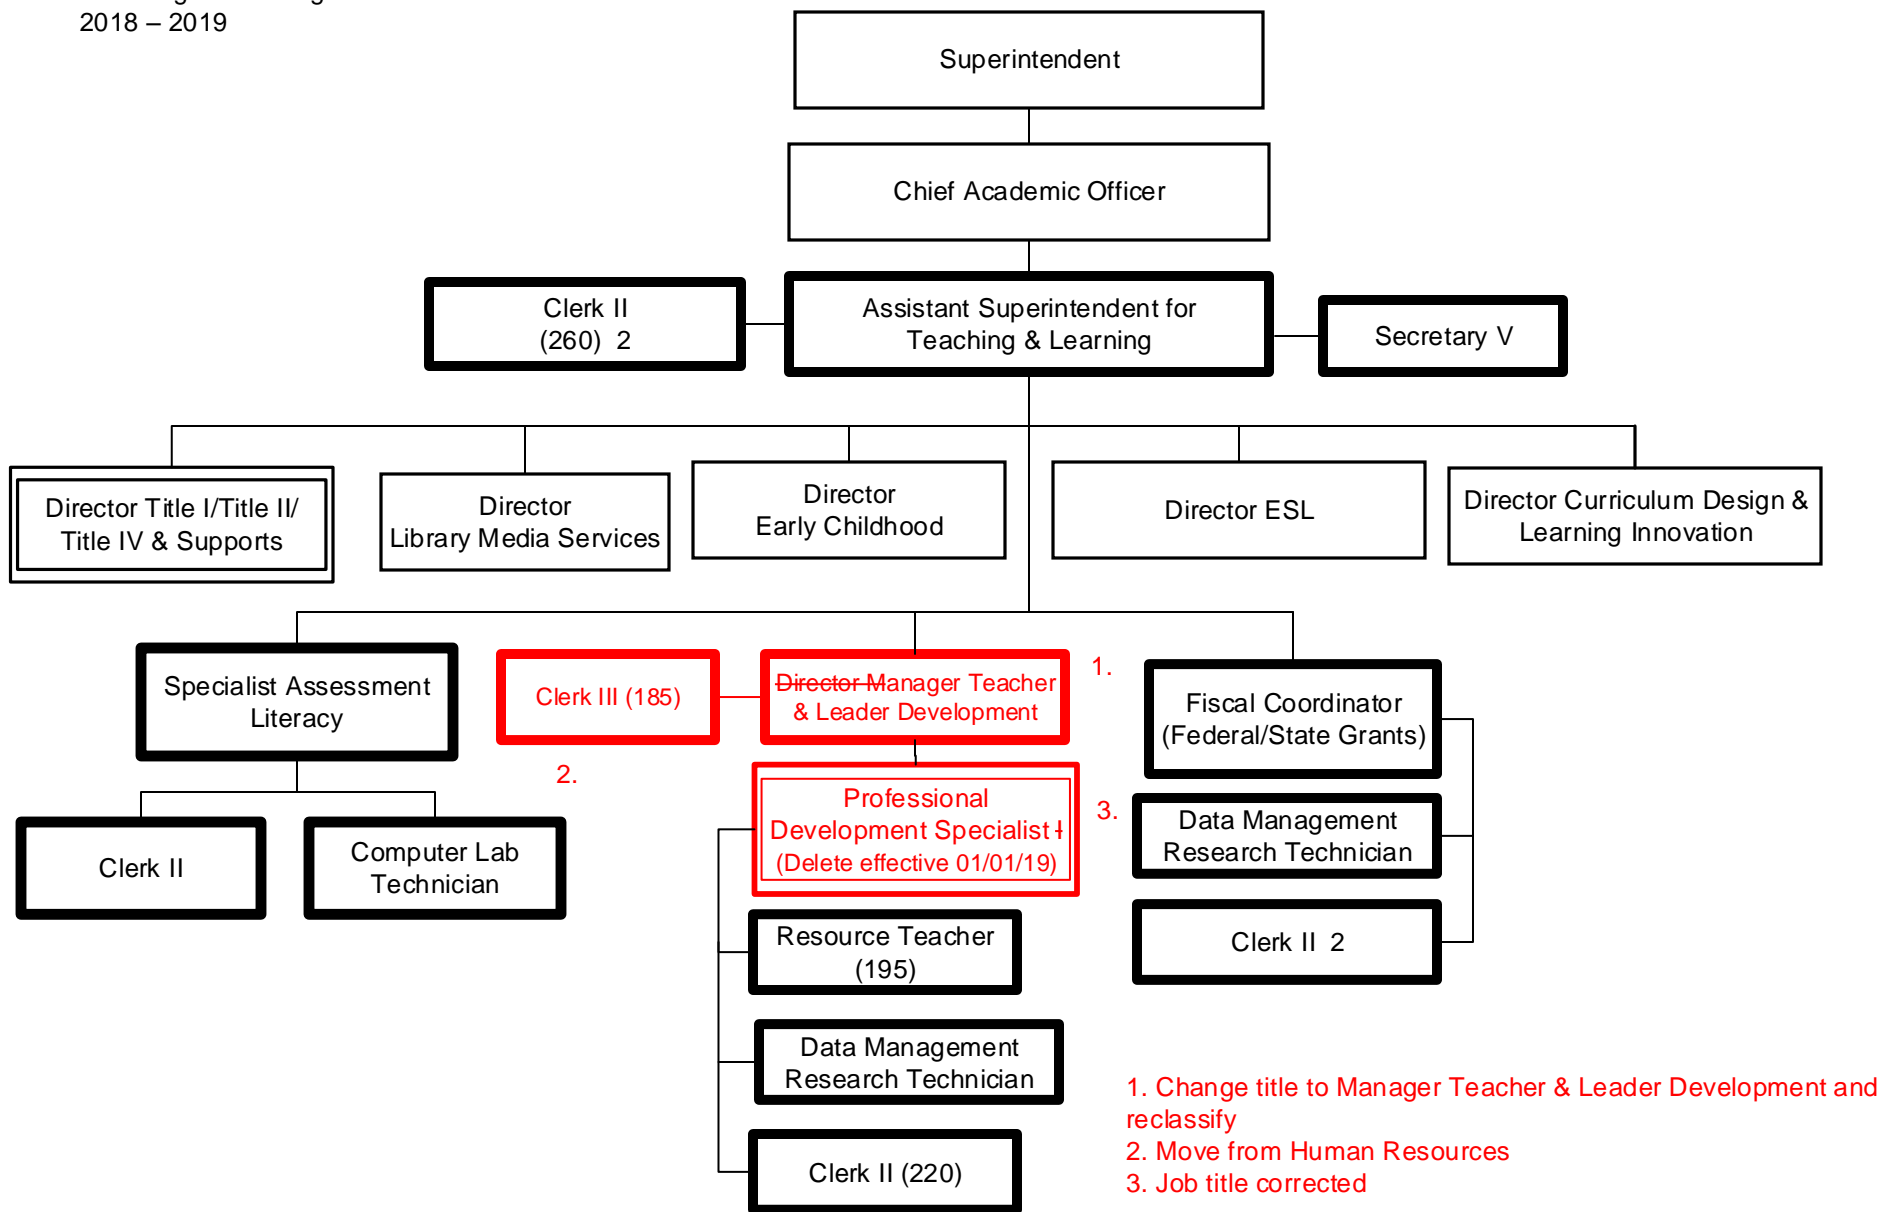 2018 – 2019
Superintendent
Chief Academic Officer
Clerk II
(260)  2
Assistant Superintendent for
Teaching & Learning
Secretary V
Director Title I/Title II/
Title IV & Supports
Director
Library Media Services
Director
Early Childhood
Director ESL
Director Curriculum Design &
Learning Innovation
Specialist Assessment
Literacy
Clerk III (185)
Director Manager Teacher
& Leader Development
1.
Fiscal Coordinator
(Federal/State Grants)
2.
Professional
Development Specialist I
(Delete effective 01/01/19)
3.
Data Management
Research Technician
Clerk II
Computer Lab
Technician
Resource Teacher
(195)
Clerk II  2
Data Management
Research Technician
Clerk II (220)
1. Change title to Manager Teacher & Leader Development and
reclassify
2. Move from Human Resources
3. Job title corrected